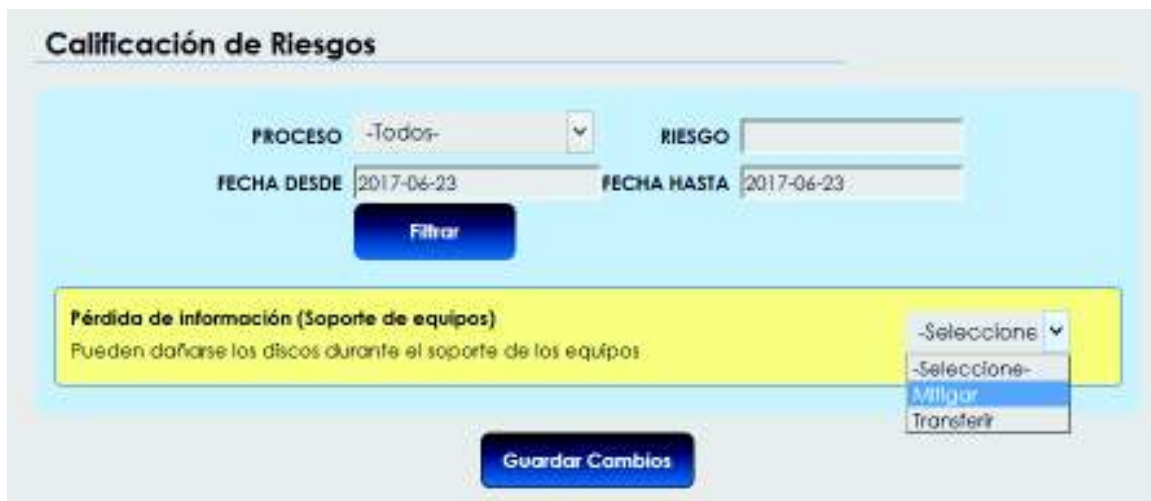 Calificación de Riesgos
PROCESO -Todos- RIESGO
FECHA DESDE 2017-06-23 FECHA HASTA 2017-06-23
Filtrar
Pérdida de información (Soporte de equipos)
-Seleccione
Pueden dañarse los discos durante el soporte de los equipos
-Seleccione-
Mitigar
Transferir
Guardar Cambios